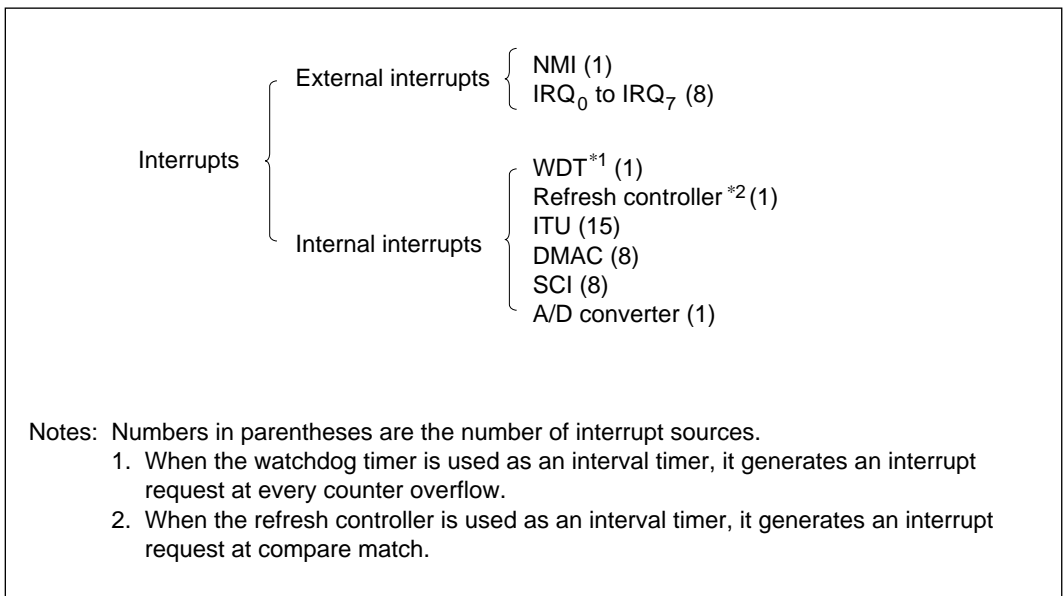 External interrupts
NMI (1)
IRQ0 to IRQ7 (8)
Interrupts
Internal interrupts
WDT*1 (1)
Refresh controller *2 (1)
ITU (15)
DMAC (8)
SCI (8)
A/D converter (1)
Notes: Numbers in parentheses are the number of interrupt sources.
1. When the watchdog timer is used as an interval timer, it generates an interrupt
request at every counter overflow.
2. When the refresh controller is used as an interval timer, it generates an interrupt
request at compare match.